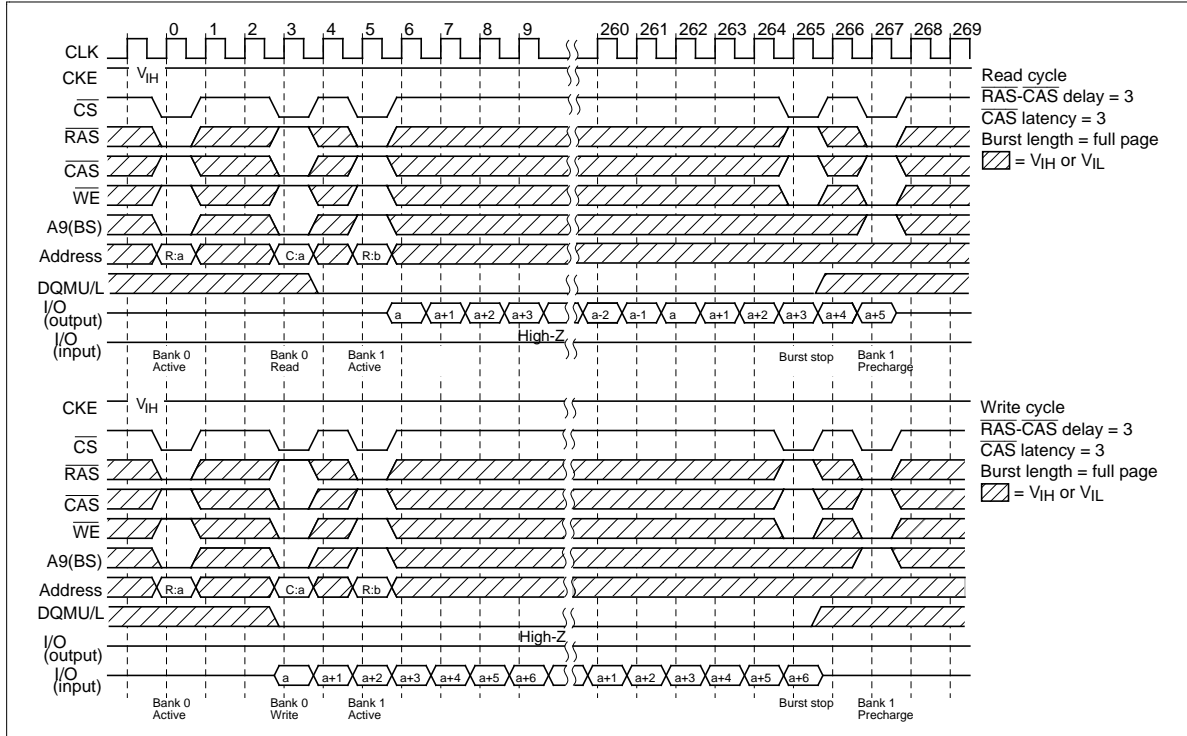 0 1 2 3 4 5 6 7 8 9 260 261 262 263 264 265 266 267 268 269
CLK
CKE VIH
CS
RAS
CAS
WE
A9(BS)
Address R:a C:a R:b
DQMU/L
I/O (output) a a+1 a+2 a+3 a-2 a-1 a a+1 a+2 a+3 a+4 a+5
High-Z
I/O (input)
Bank 0 Active
Bank 0 Read
Bank 1 Active
Burst stop
Bank 1 Precharge
Read cycle
RAS-CAS delay = 3
CAS latency = 3
Burst length = full page
= VIH or VIL
CKE VIH
CS
RAS
CAS
WE
A9(BS)
Address R:a C:a R:b
DQMU/L
High-Z
I/O (output)
I/O (input) a a+1 a+2 a+3 a+4 a+5 a+6 a+1 a+2 a+3 a+4 a+5 a+6
Bank 0 Active
Bank 0 Write
Bank 1 Active
Burst stop
Bank 1 Precharge
Write cycle
RAS-CAS delay = 3
CAS latency = 3
Burst length = full page
= VIH or VIL